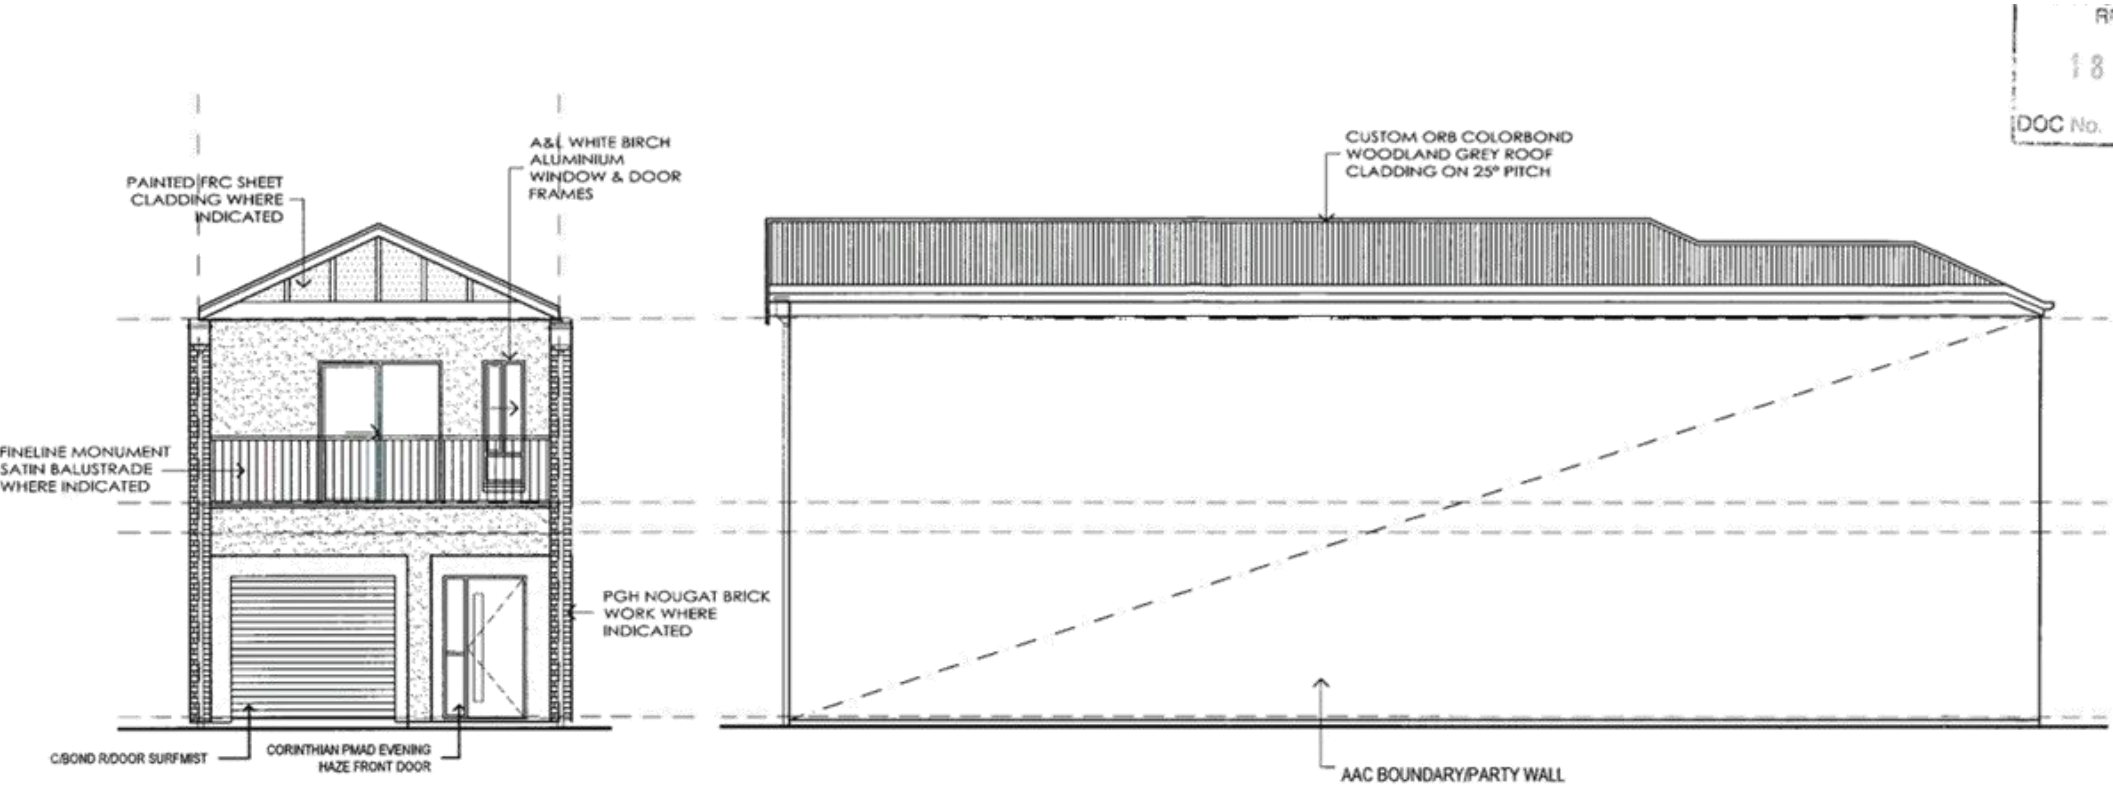 A&L WHITE BIRCH
ALUMINIUM
WINDOW & DOOR
FRAMES
PAINTED FRC SHEET
CLADDING WHERE
INDICATED
FINELINE MONUMENT
SATIN BALUSTRADE
WHERE INDICATED
PGH NOUGAT BRICK
WORK WHERE
INDICATED
C/BOND R/DOOR SURFMIST
CORINTHIAN PMAD EVENING
HAZE FRONT DOOR
CUSTOM ORB COLORBOND
WOODLAND GREY ROOF
CLADDING ON 25° PITCH
AAC BOUNDARY/PARTY WALL
18
DOC No.